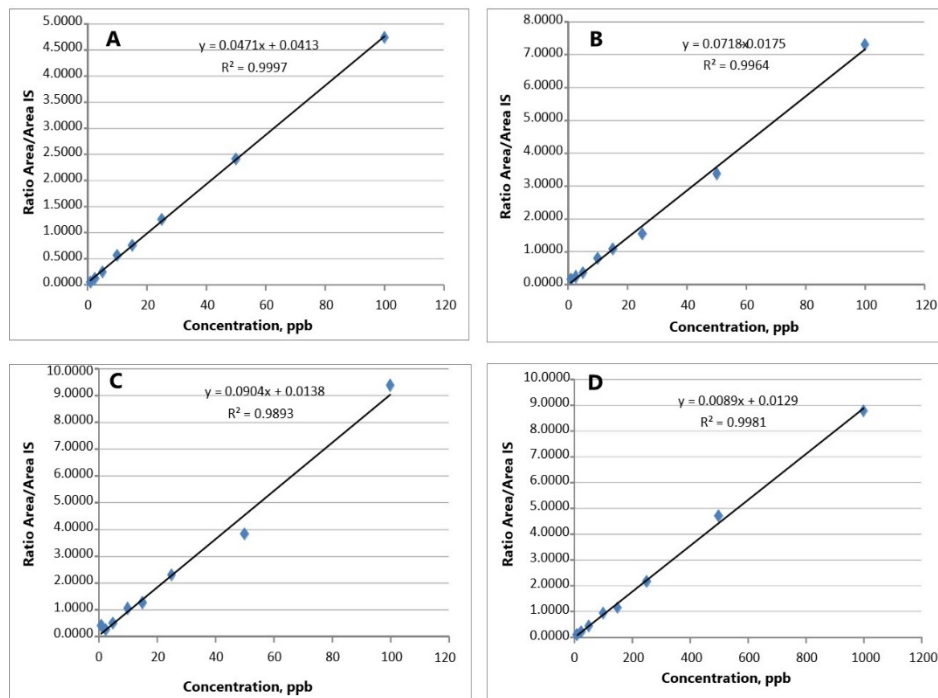 A
y = 0.0471x + 0.0413
R² = 0.9997
Ratio Area/Area IS
5.0000
4.5000
4.0000
3.5000
3.0000
2.5000
2.0000
1.5000
1.0000
0.5000
0.0000
0 20 40 60 80 100 120
Concentration, ppb
B
y = 0.0718x 0.0175
R² = 0.9964
Ratio Area/Area IS
8.0000
7.0000
6.0000
5.0000
4.0000
3.0000
2.0000
1.0000
0.0000
0 20 40 60 80 100 120
Concentration, ppb
C
y = 0.0904x + 0.0138
R² = 0.9893
Ratio Area/Area IS
9.0000
8.0000
7.0000
6.0000
5.0000
4.0000
3.0000
2.0000
1.0000
0.0000
0 20 40 60 80 100 120
Concentration, ppb
D
y = 0.0089x + 0.0129
R² = 0.9981
Ratio Area/Area IS
10.0000
9.0000
8.0000
7.0000
6.0000
5.0000
4.0000
3.0000
2.0000
1.0000
0.0000
0 200 400 600 800 1000 1200
Concentration, ppb